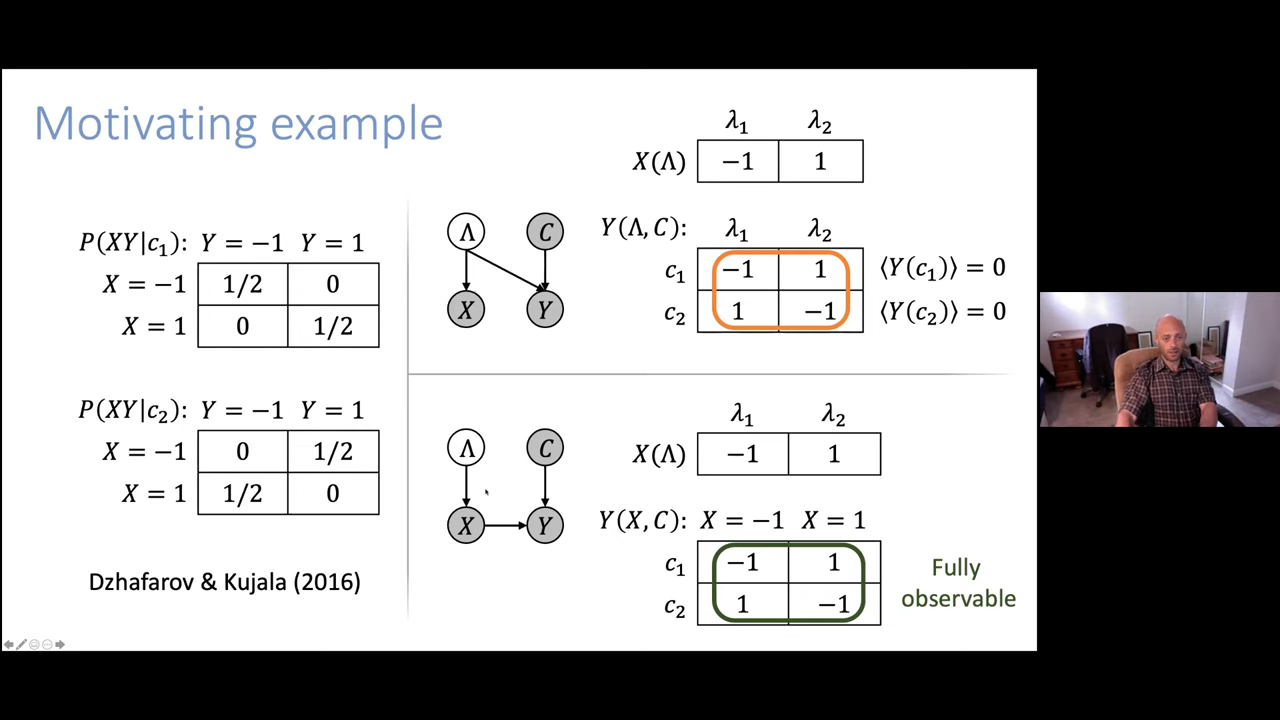 Motivating example
P(XY|c₁): Y = −1 Y = 1
X = −1 1/2 0
X = 1 0 1/2
P(XY|c₂): Y = −1 Y = 1
X = −1 0 1/2
X = 1 1/2 0
Dzhafarov & Kujala (2016)
Λ C
X Y
λ₁ λ₂
X(Λ) −1 1
Y(Λ, C): λ₁ λ₂
c₁ −1 1 ⟨Y(c₁)⟩ = 0
c₂ 1 −1 ⟨Y(c₂)⟩ = 0
Λ C
X Y
λ₁ λ₂
X(Λ) −1 1
Y(X, C): X = −1 X = 1
c₁ −1 1
c₂ 1 −1
Fully
observable